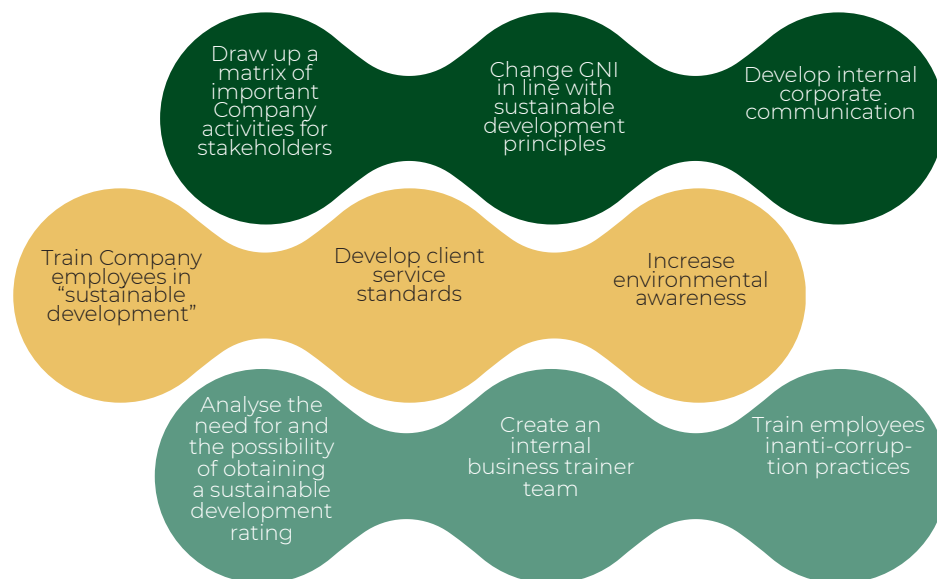 Draw up a
matrix of
important
Company
activities for
stakeholders
Change GNI
in line with
sustainable
development
principles
Develop internal
corporate
communication
Train Company
employees in
“sustainable
development”
Develop client
service
standards
Increase
environmental
awareness
Analyse the
need for and
the possibility
of obtaining
a sustainable
development
rating
Create an
internal
business trainer
team
Train employees
inanti-corrup-
tion practices